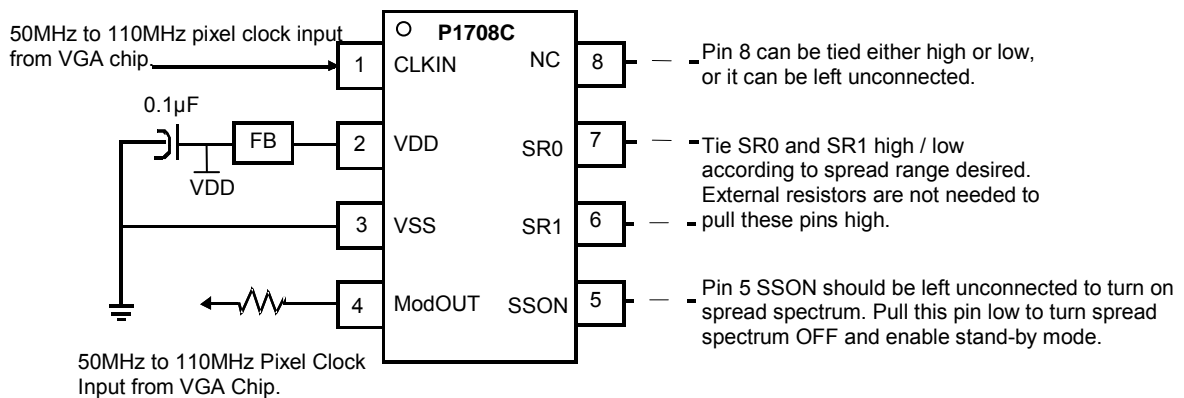 50MHz to 110MHz pixel clock input
from VGA chip.
P1708C
1 CLKIN
NC 8
Pin 8 can be tied either high or low,
or it can be left unconnected.
0.1µF
FB
VDD
2 VDD
SR0 7
Tie SR0 and SR1 high / low
according to spread range desired.
External resistors are not needed to
pull these pins high.
3 VSS
SR1 6
4 ModOUT
SSON 5
Pin 5 SSON should be left unconnected to turn on
spread spectrum. Pull this pin low to turn spread
spectrum OFF and enable stand-by mode.
50MHz to 110MHz Pixel Clock
Input from VGA Chip.